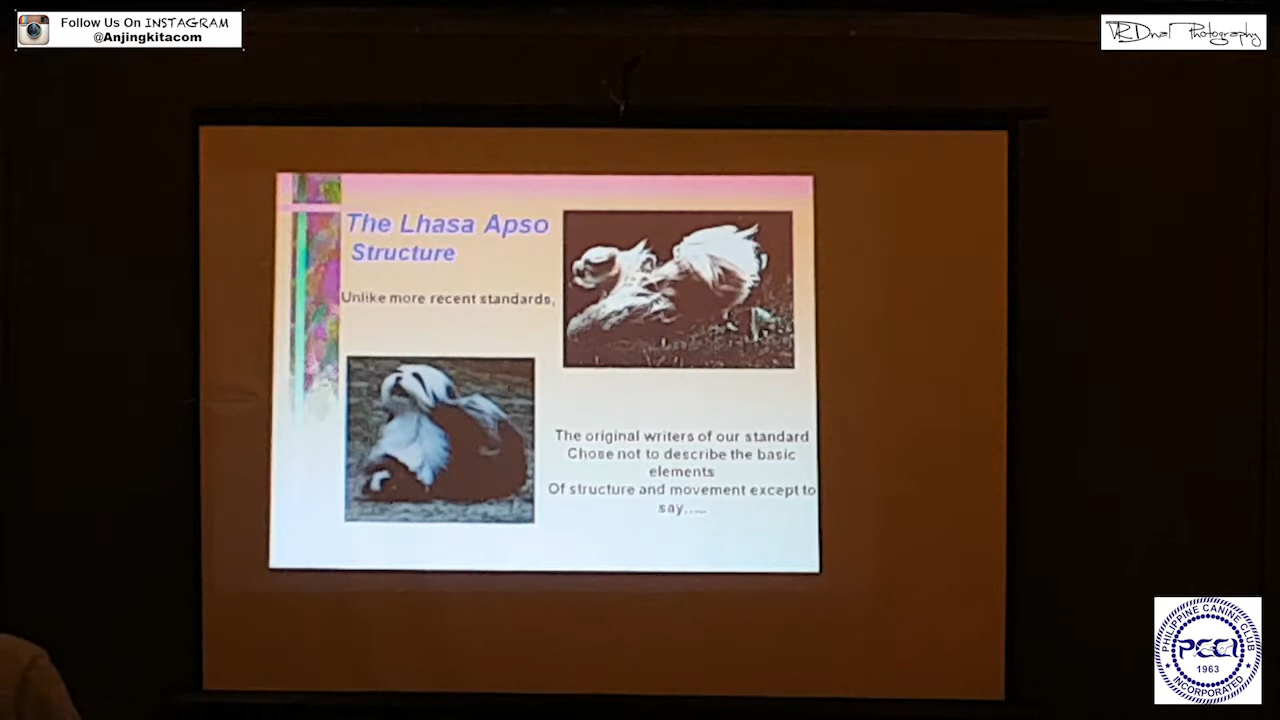 Follow Us On INSTAGRAM
@Anjingkitacom
VRDwal Photography
The Lhasa Apso
Structure
Unlike more recent standards,
The original writers of our standard
Chose not to describe the basic
elements
Of structure and movement except to
say.....
PHILIPPINE CANINE CLUB
PCCI
1963
INCORPORATED